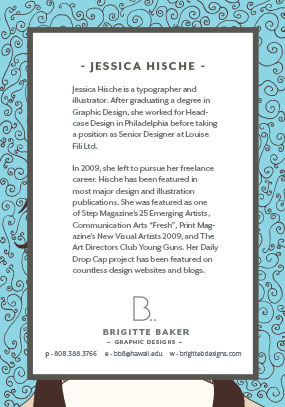 - JESSICA HISCHE -
Jessica Hische is a typographer and
illustrator. After graduating a degree in
Graphic Design, she worked for Head-
case Design in Philadelphia before taking
a position as Senior Designer at Louise
Fili Ltd.
In 2009, she left to pursue her freelance
career. Hische has been featured in
most major design and illustration
publications. She was featured as one
of Step Magazine's 25 Emerging Artists,
Communication Arts "Fresh", Print Mag-
azine's New Visual Artists 2009, and The
Art Directors Club Young Guns. Her Daily
Drop Cap project has been featured on
countless design websites and blogs.
B..
BRIGITTE BAKER
- GRAPHIC DESIGNS -
p - 808.388.3766 e - bb8@hawaii.edu w - brigittebdesigns.com